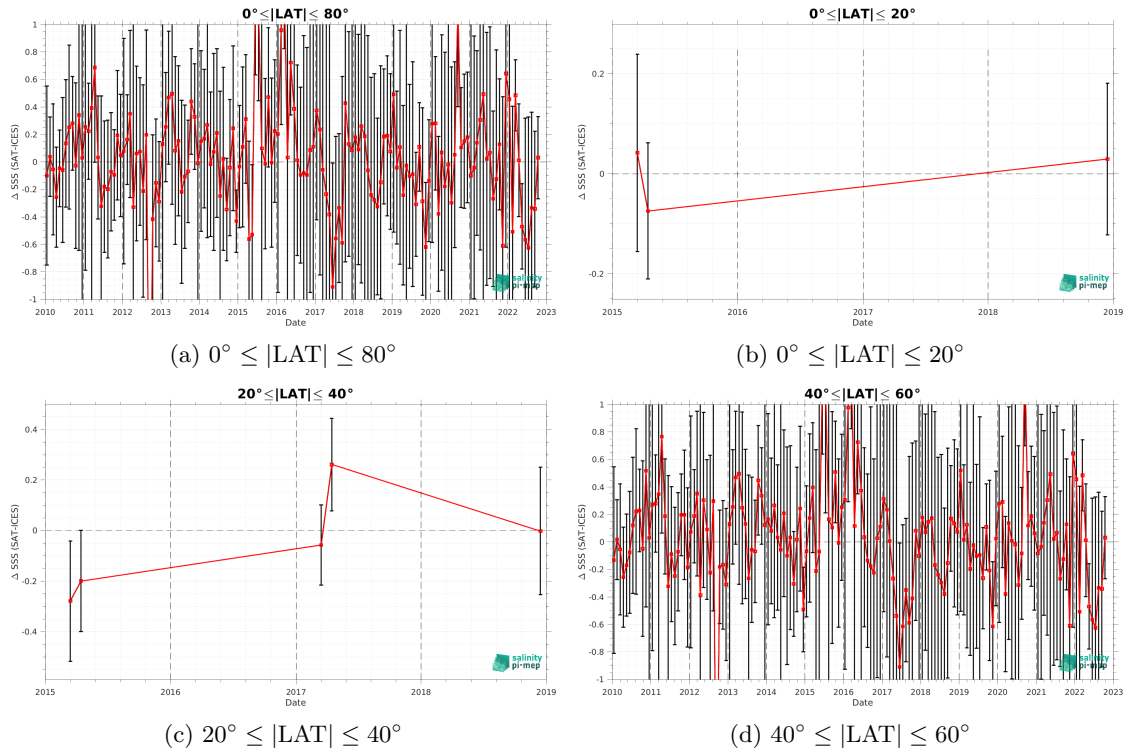 0°≤|LAT|≤ 80°
Δ SSS (SAT-ICES)
1
0.8
0.6
0.4
0.2
0
-0.2
-0.4
-0.6
-0.8
-1
2010 2011 2012 2013 2014 2015 2016 2017 2018 2019 2020 2021 2022 2023
Date
salinity
pi-mep
(a) 0° ≤ |LAT| ≤ 80°
0°≤|LAT|≤ 20°
Δ SSS (SAT-ICES)
0.2
0
-0.2
2015 2016 2017 2018 2019
Date
salinity
pi-mep
(b) 0° ≤ |LAT| ≤ 20°
20°≤|LAT|≤ 40°
Δ SSS (SAT-ICES)
0.4
0.2
0
-0.2
-0.4
2015 2016 2017 2018 2019
Date
salinity
pi-mep
(c) 20° ≤ |LAT| ≤ 40°
40°≤|LAT|≤ 60°
Δ SSS (SAT-ICES)
1
0.8
0.6
0.4
0.2
0
-0.2
-0.4
-0.6
-0.8
-1
2010 2011 2012 2013 2014 2015 2016 2017 2018 2019 2020 2021 2022 2023
Date
salinity
pi-mep
(d) 40° ≤ |LAT| ≤ 60°